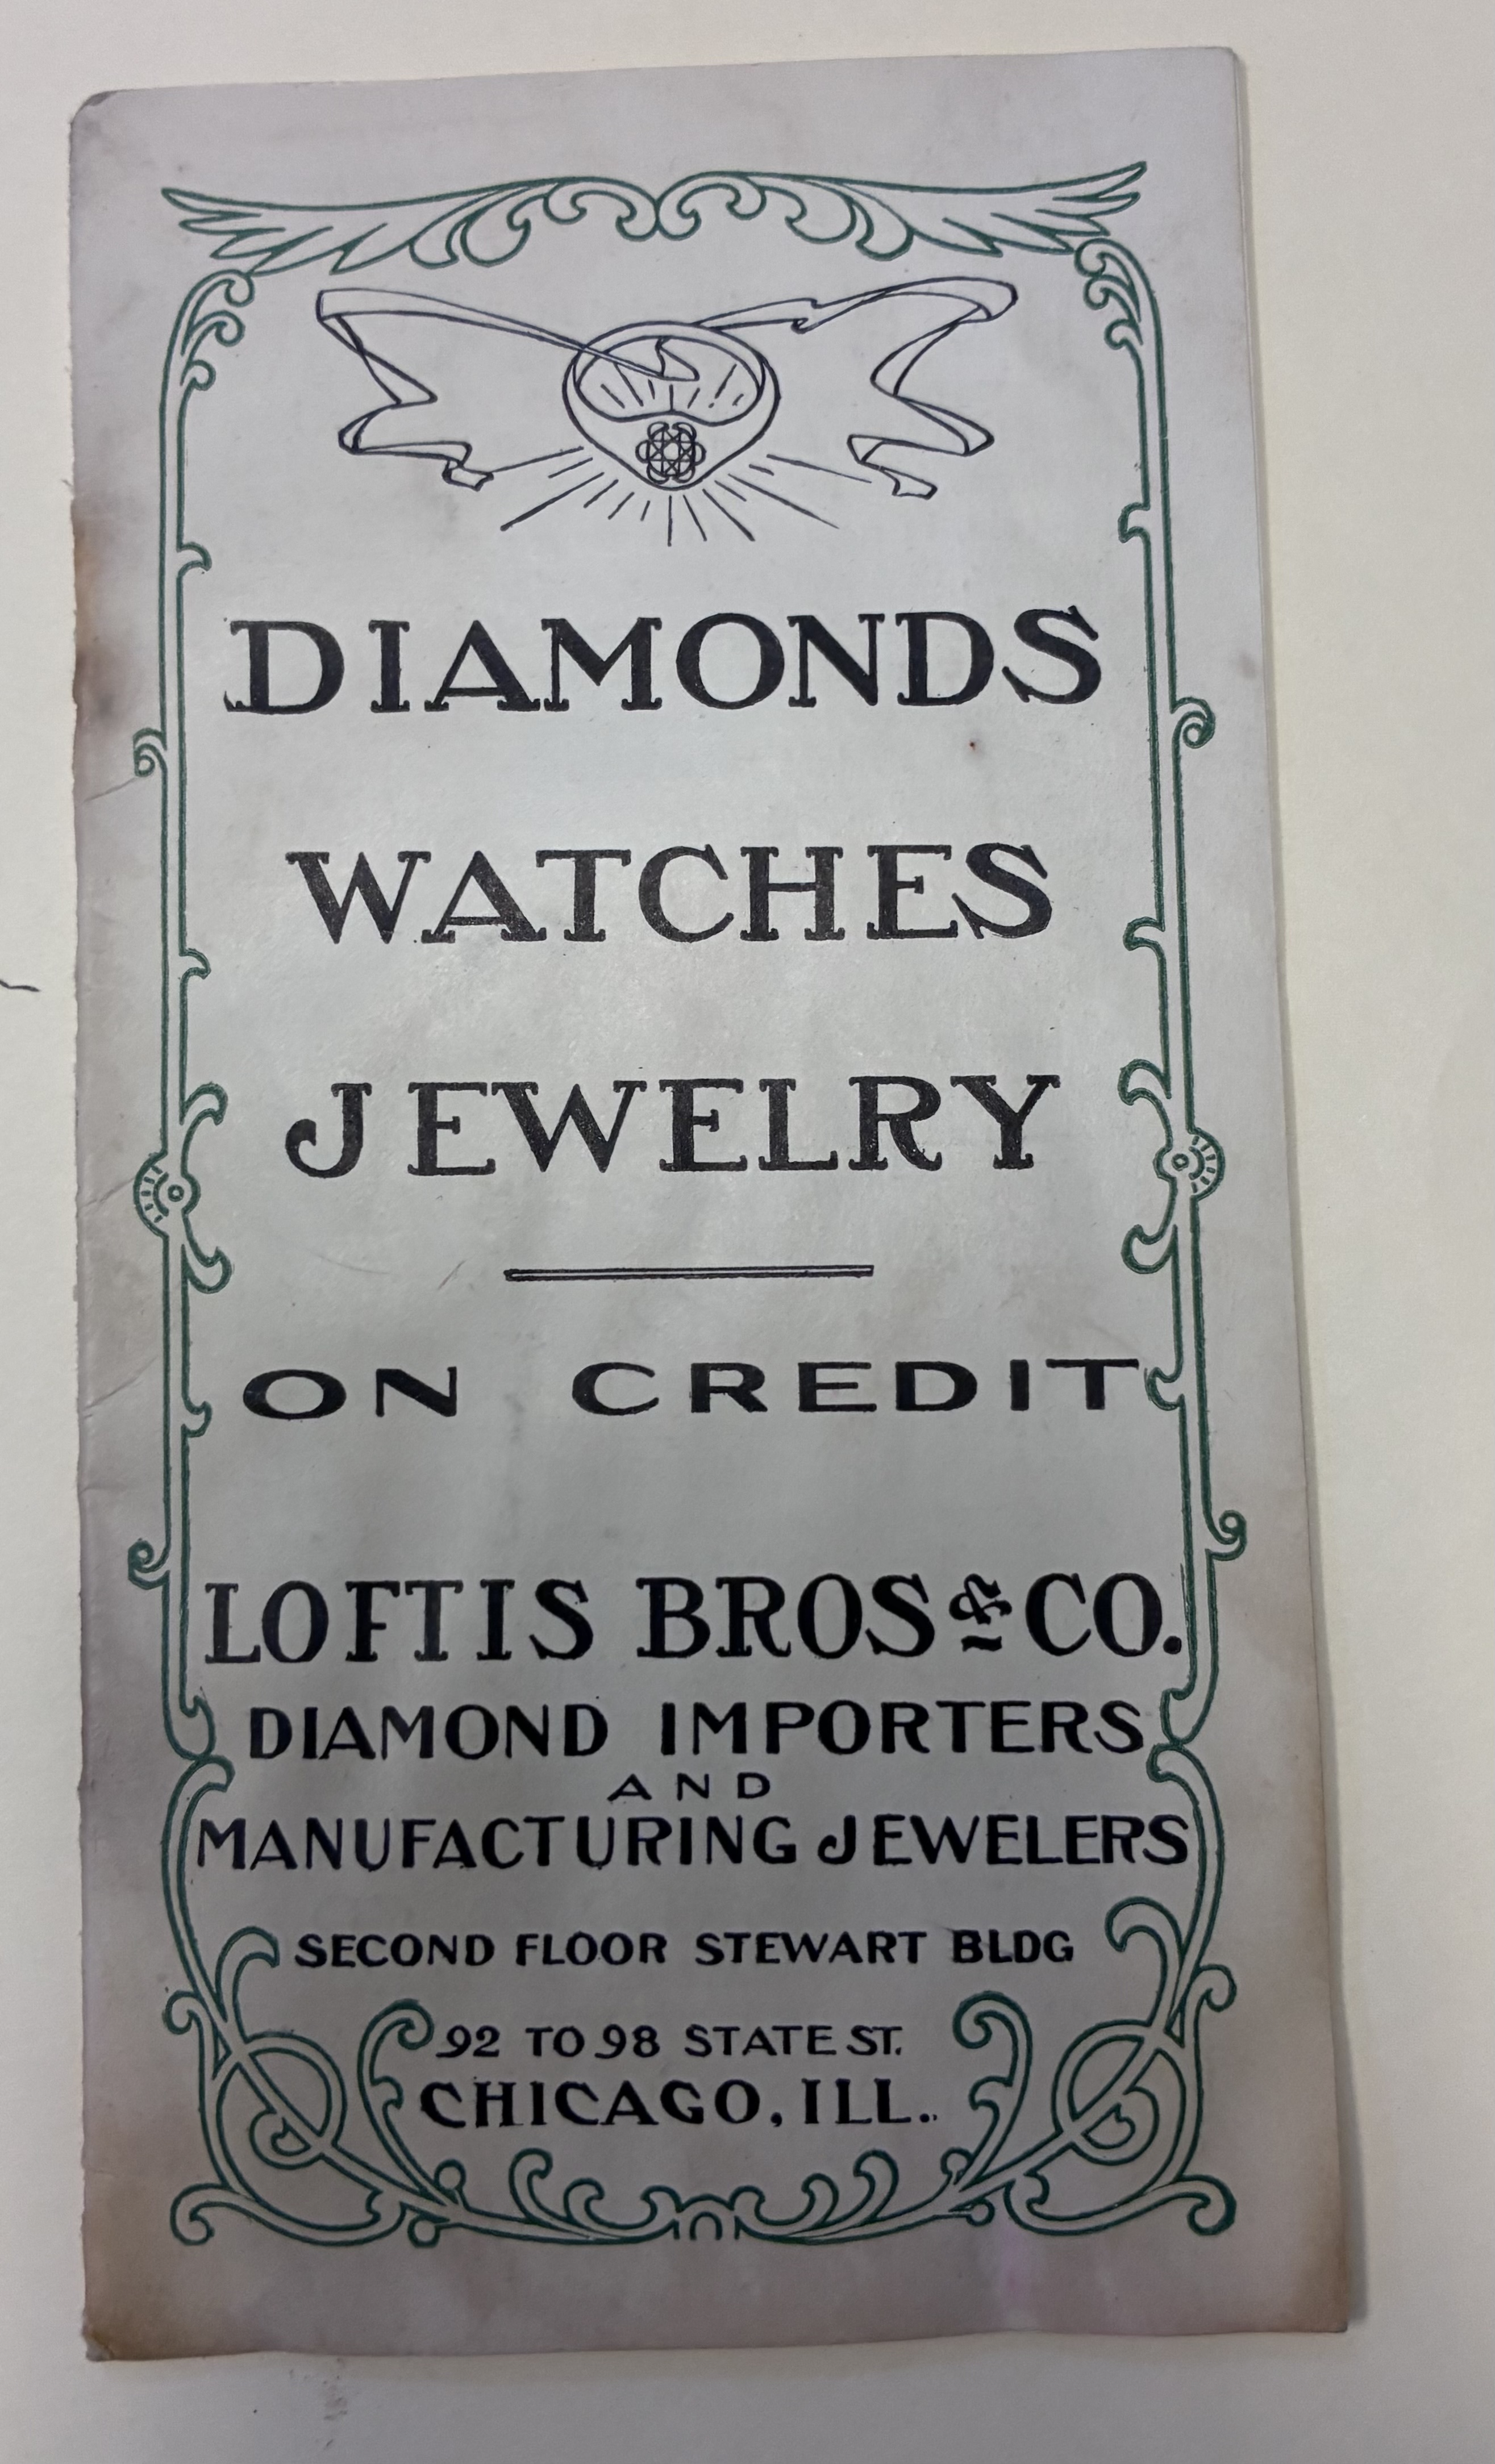 DIAMONDS
WATCHES
JEWELRY
ON CREDIT
LOFTIS BROS & CO.
DIAMOND IMPORTERS
AND
MANUFACTURING JEWELERS
SECOND FLOOR STEWART BLDG
92 TO 98 STATE ST.
CHICAGO, ILL.